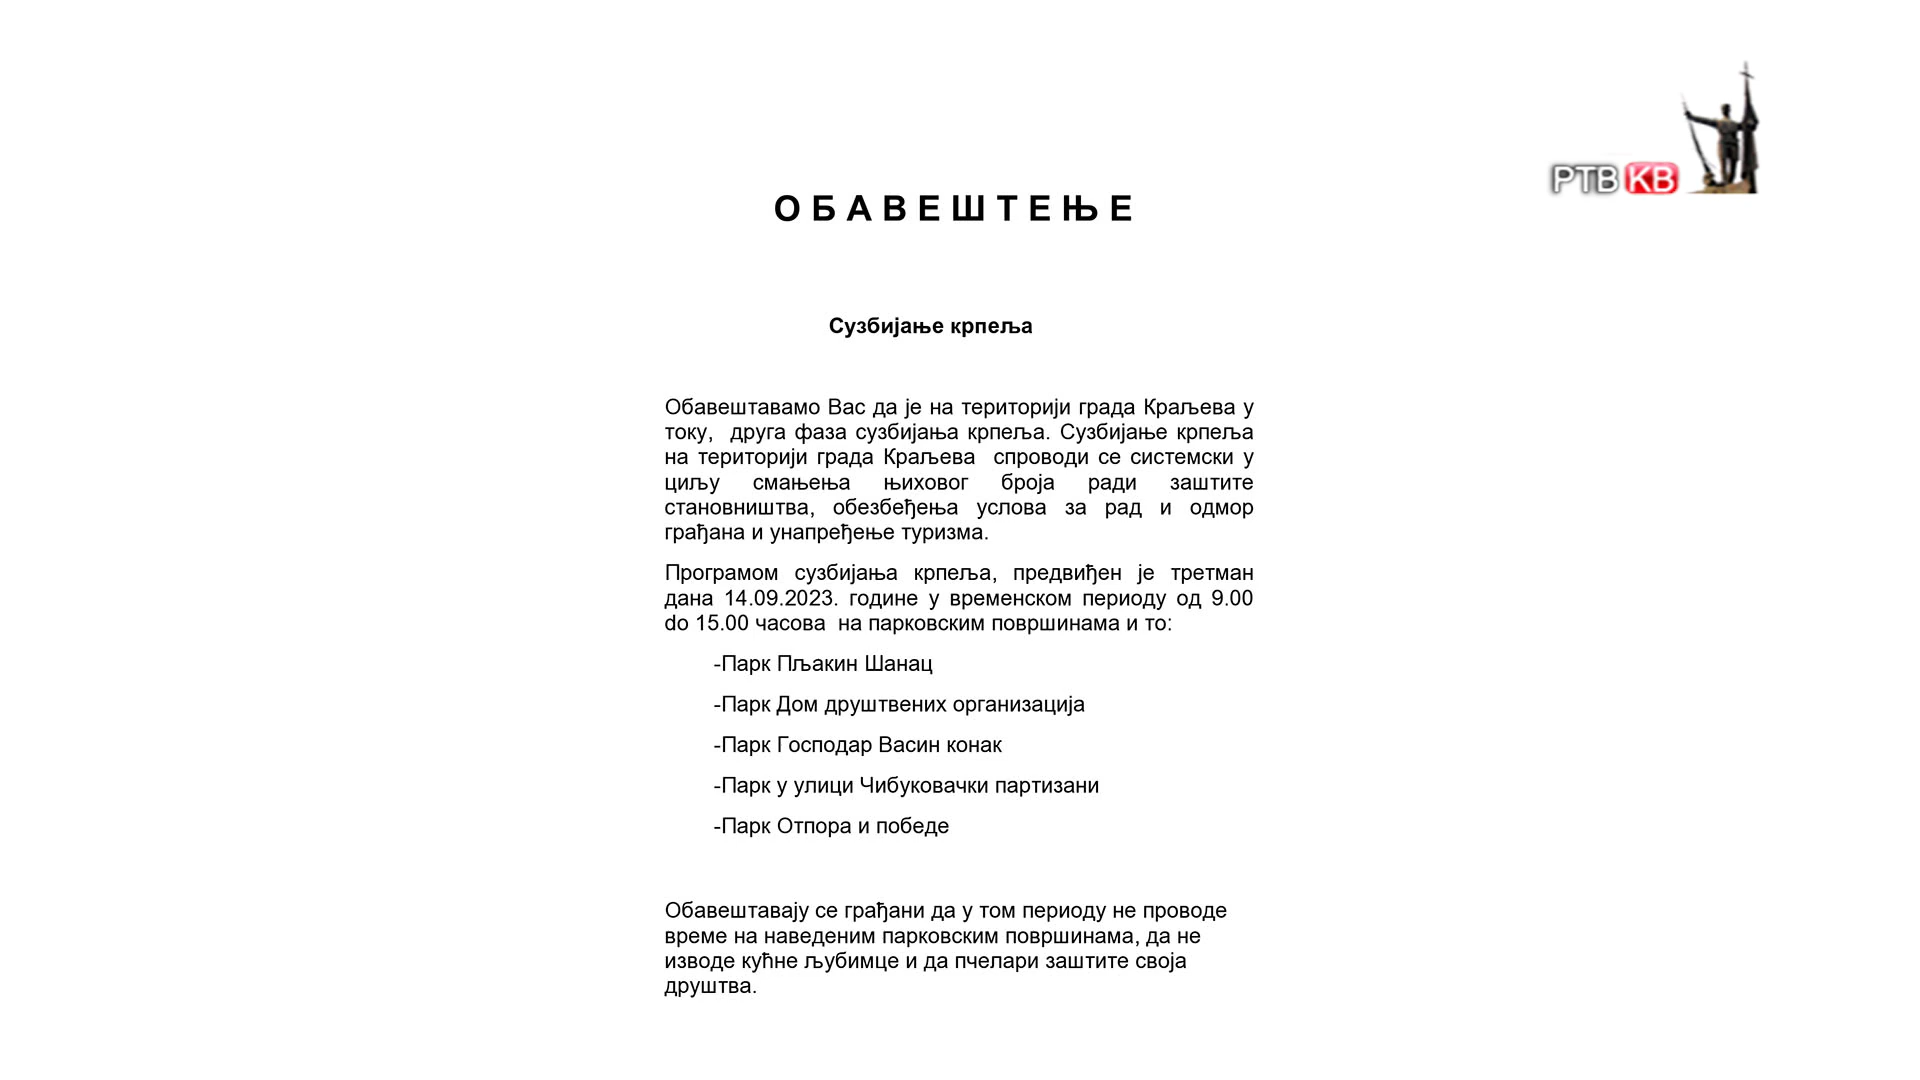 РТВ КВ
О Б А В Е Ш Т Е Њ Е
Сузбијање крпеља
Обавештавамо Вас да је на територији града Краљева у
току,  друга фаза сузбијања крпеља. Сузбијање крпеља
на територији града Краљева  спроводи се системски у
циљу смањења њиховог броја ради заштите
становништва, обезбеђења услова за рад и одмор
грађана и унапређење туризма.
Програмом сузбијања крпеља, предвиђен је третман
дана 14.09.2023. године у временском периоду од 9.00
do 15.00 часова  на парковским површинама и то:
-Парк Пљакин Шанац
-Парк Дом друштвених организација
-Парк Господар Васин конак
-Парк у улици Чибуковачки партизани
-Парк Отпора и победе
Обавештавају се грађани да у том периоду не проводе
време на наведеним парковским површинама, да не
изводе кућне љубимце и да пчелари заштите своја
друштва.